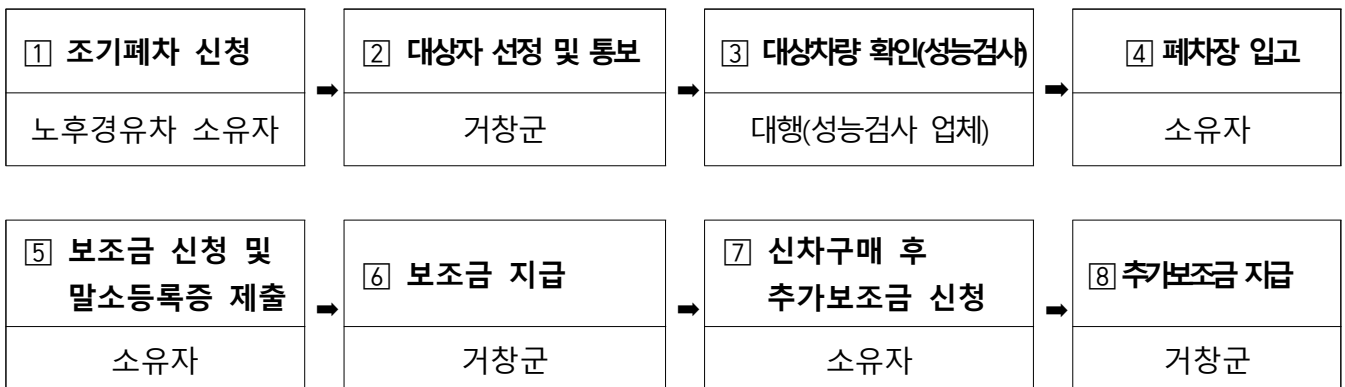 1 조기폐차 신청
노후경유차 소유자
➡
2 대상자 선정 및 통보
거창군
➡
3 대상차량 확인(성능검사)
대행(성능검사 업체)
➡
4 폐차장 입고
소유자
5 보조금 신청 및
말소등록증 제출
소유자
➡
6 보조금 지급
거창군
➡
7 신차구매 후
추가보조금 신청
소유자
➡
8 추가보조금 지급
거창군